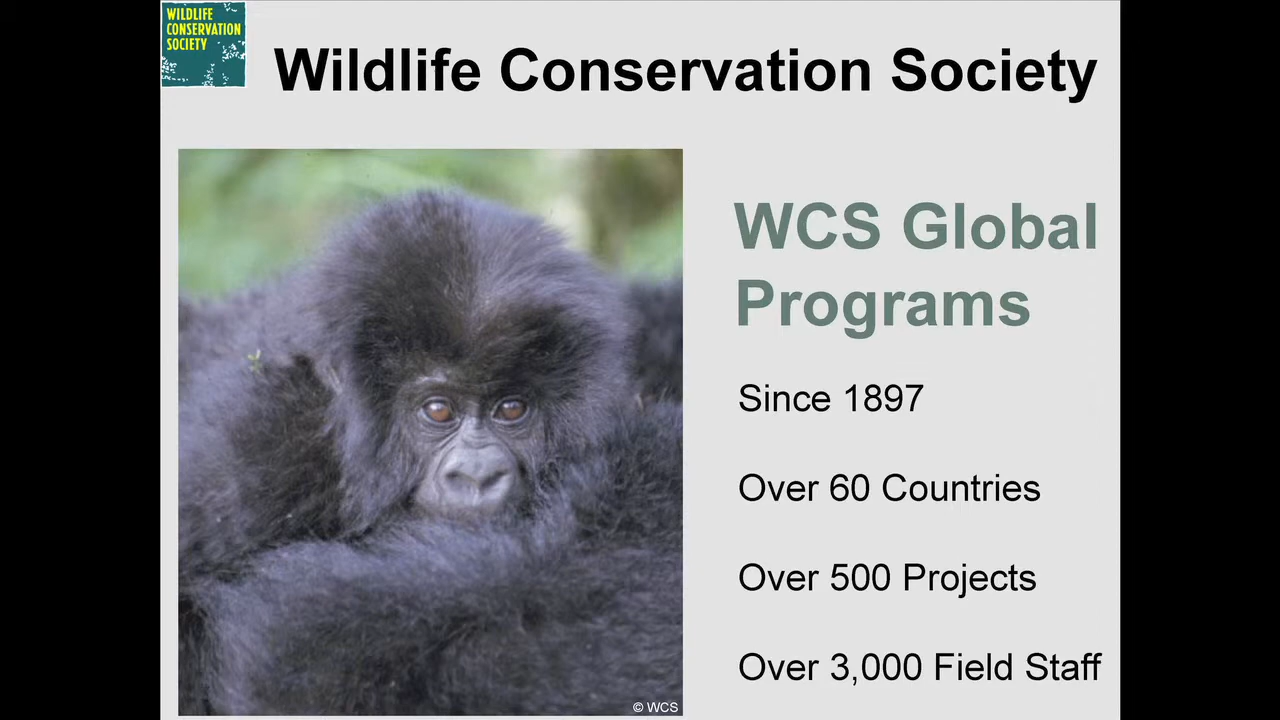 WILDLIFE
CONSERVATION
SOCIETY
Wildlife Conservation Society
WCS Global
Programs
Since 1897
Over 60 Countries
Over 500 Projects
Over 3,000 Field Staff
© WCS